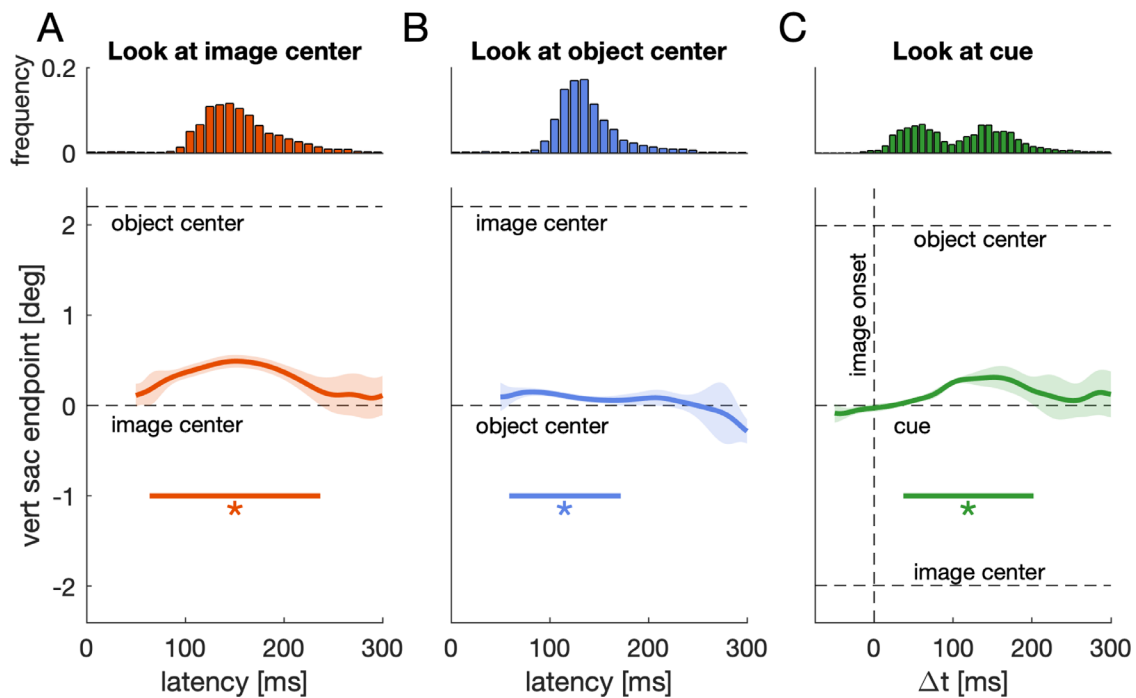 A
Look at image center
B
Look at object center
C
Look at cue
frequency
0.2
0
vert sac endpoint [deg]
2
1
0
-1
-2
object center
image center
*
0 100 200 300
latency [ms]
image center
object center
*
0 100 200 300
latency [ms]
image onset
object center
cue
*
image center
0 100 200 300
Δt [ms]